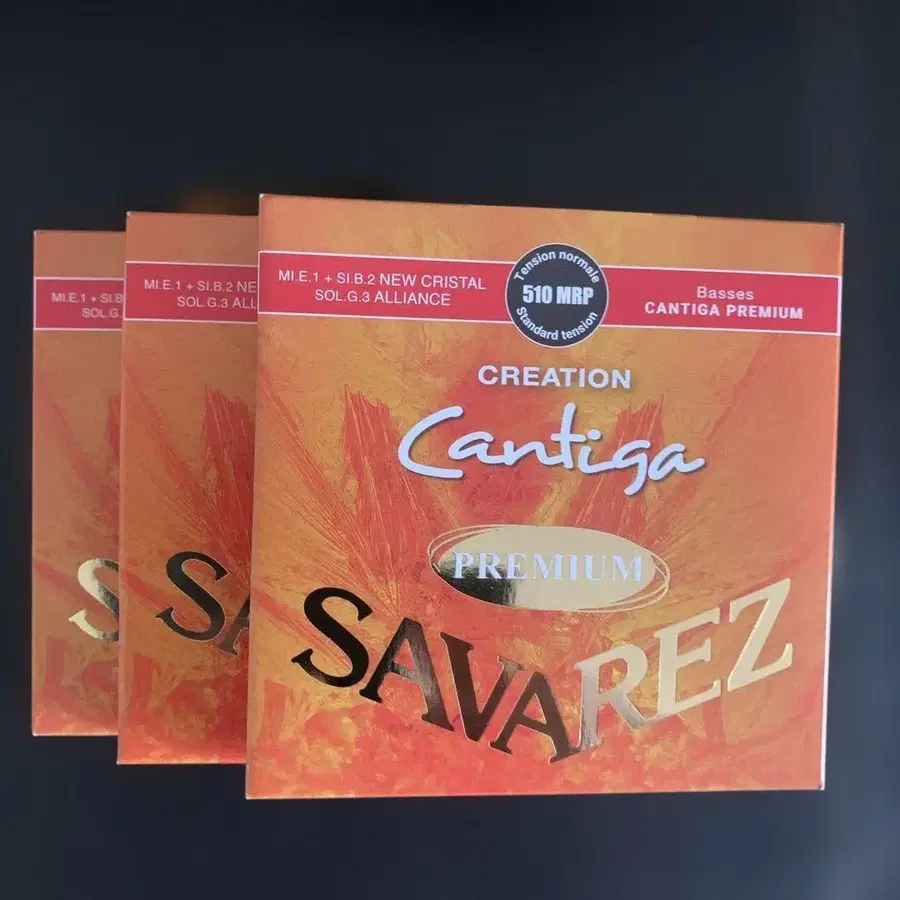 MI.E.1 + SI.B
SOL.G.
S
MI.E.1 + SI.B.2 NE
SOL.G.3 ALL
SA
MI.E.1 + SI.B.2 NEW CRISTAL
SOL.G.3 ALLIANCE
Tension normale
510 MRP
Standard tension
Basses
CANTIGA PREMIUM
CREATION
Cantiga
PREMIUM
SAVAREZ